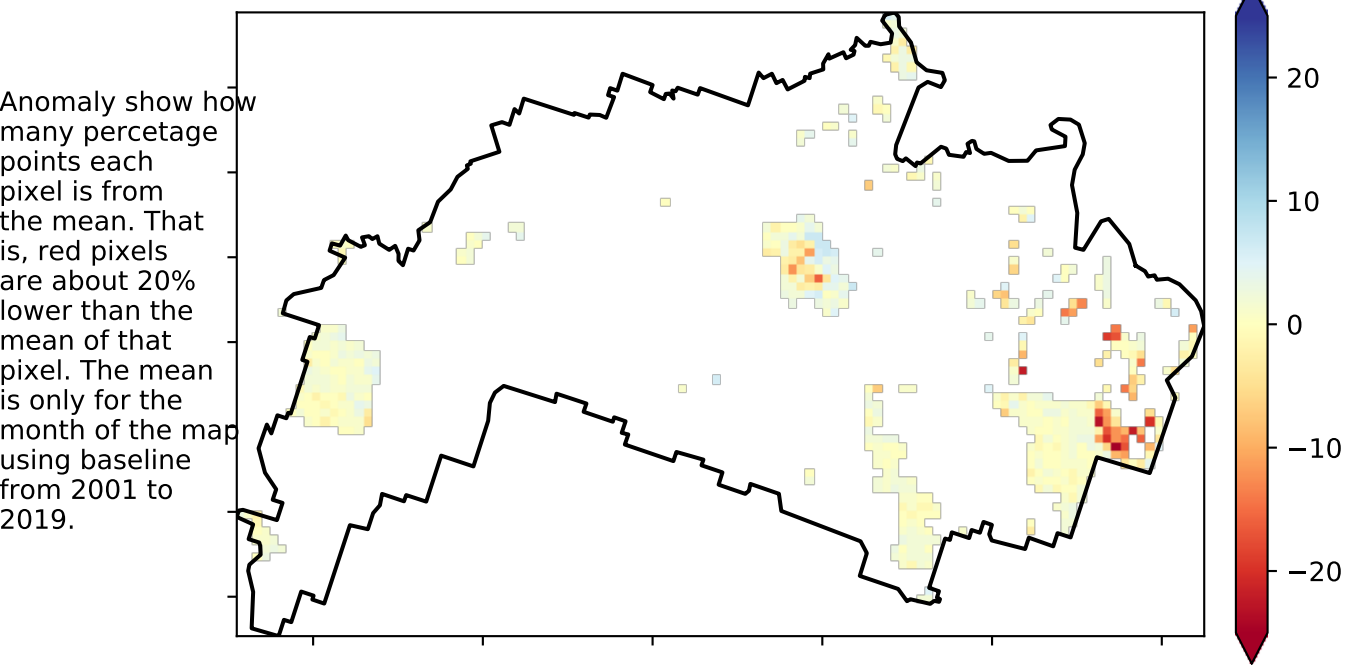 Anomaly show how
many percetage
points each
pixel is from
the mean. That
is, red pixels
are about 20%
lower than the
mean of that
pixel. The mean
is only for the
month of the map
using baseline
from 2001 to
2019.
20
10
0
−10
−20